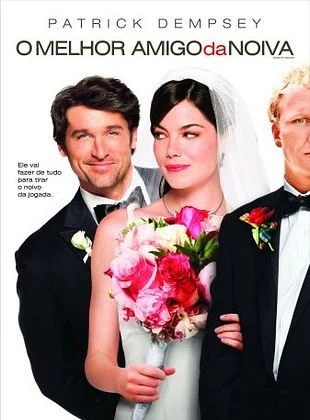 PATRICK DEMPSEY
O MELHOR AMIGO da NOIVA
Ele vai
fazer de tudo
para tirar
o noivo
da jogada.